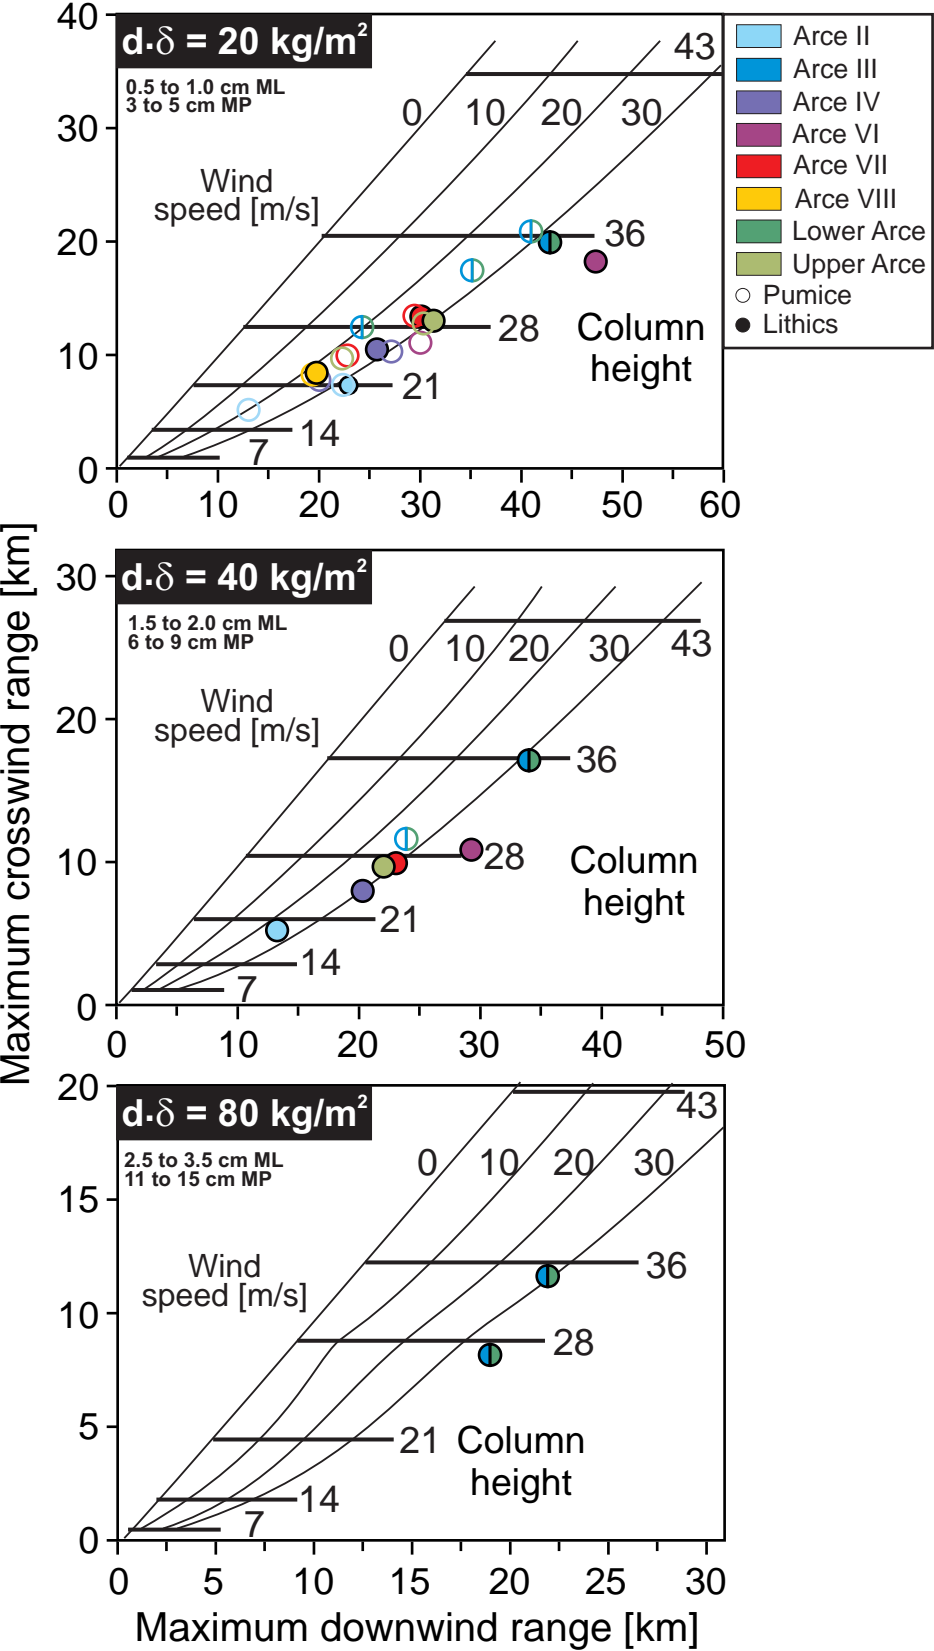 d·δ = 20 kg/m²
0.5 to 1.0 cm ML
3 to 5 cm MP
Wind
speed [m/s]
0 10 20 30
43
36
28
21
14
7
Column
height
40
30
20
10
0
0 10 20 30 40 50 60
Arce II
Arce III
Arce IV
Arce VI
Arce VII
Arce VIII
Lower Arce
Upper Arce
Pumice
Lithics
Maximum crosswind range [km]
d·δ = 40 kg/m²
1.5 to 2.0 cm ML
6 to 9 cm MP
Wind
speed [m/s]
0 10 20 30
43
36
28
21
14
7
Column
height
30
20
10
0
0 10 20 30 40 50
d·δ = 80 kg/m²
2.5 to 3.5 cm ML
11 to 15 cm MP
Wind
speed [m/s]
0 10 20 30
43
36
28
21
14
7
Column
height
20
15
10
5
0
0 5 10 15 20 25 30
Maximum downwind range [km]